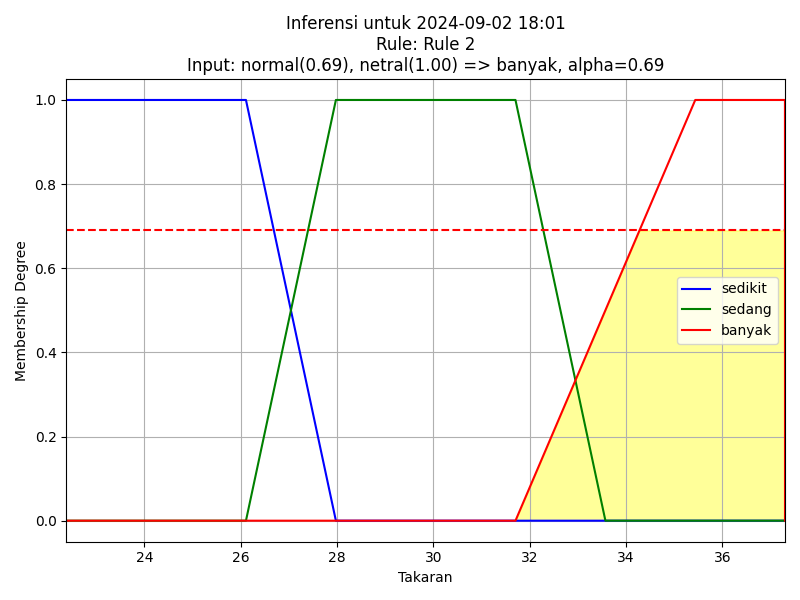 Inferensi untuk 2024-09-02 18:01
Rule: Rule 2
Input: normal(0.69), netral(1.00) => banyak, alpha=0.69
1.0
0.8
0.6
0.4
0.2
0.0
Membership Degree
sedikit
sedang
banyak
24 26 28 30 32 34 36
Takaran